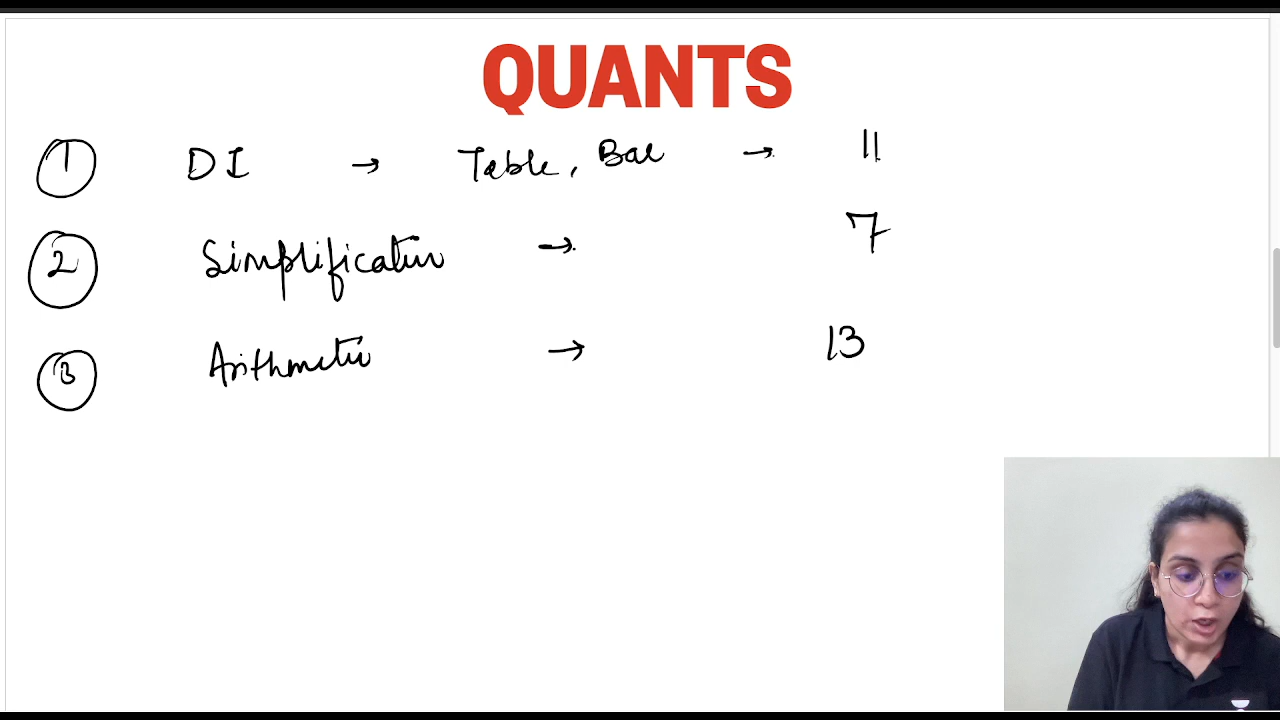 QUANTS
1 DI → Table, Bar → 11
2 Simplification → 7
3 Arithmetic → 13